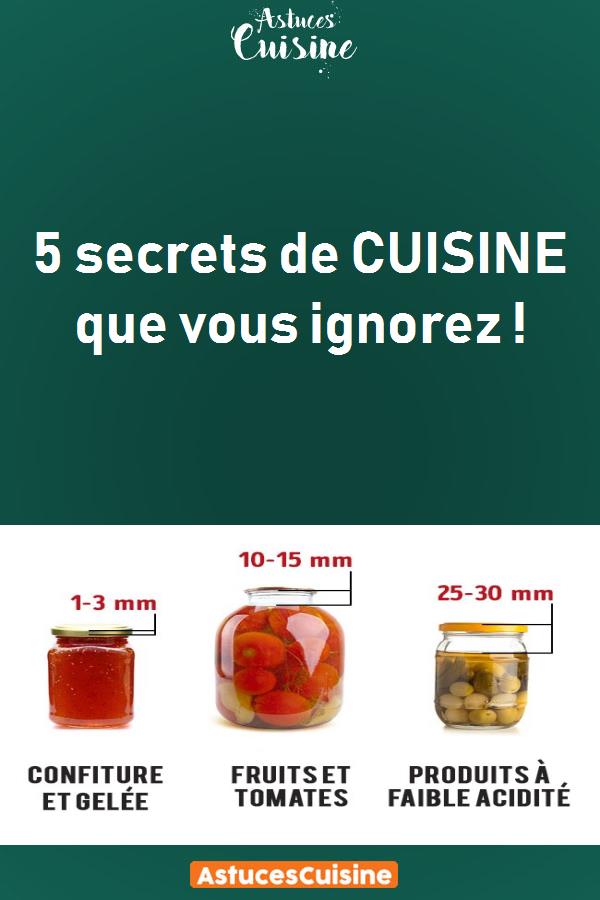 Astuces
Cuisine
5 secrets de CUISINE
que vous ignorez !
10-15 mm
1-3 mm
25-30 mm
CONFITURE
ET GELÉE
FRUITS ET
TOMATES
PRODUITS À
FAIBLE ACIDITÉ
AstucesCuisine